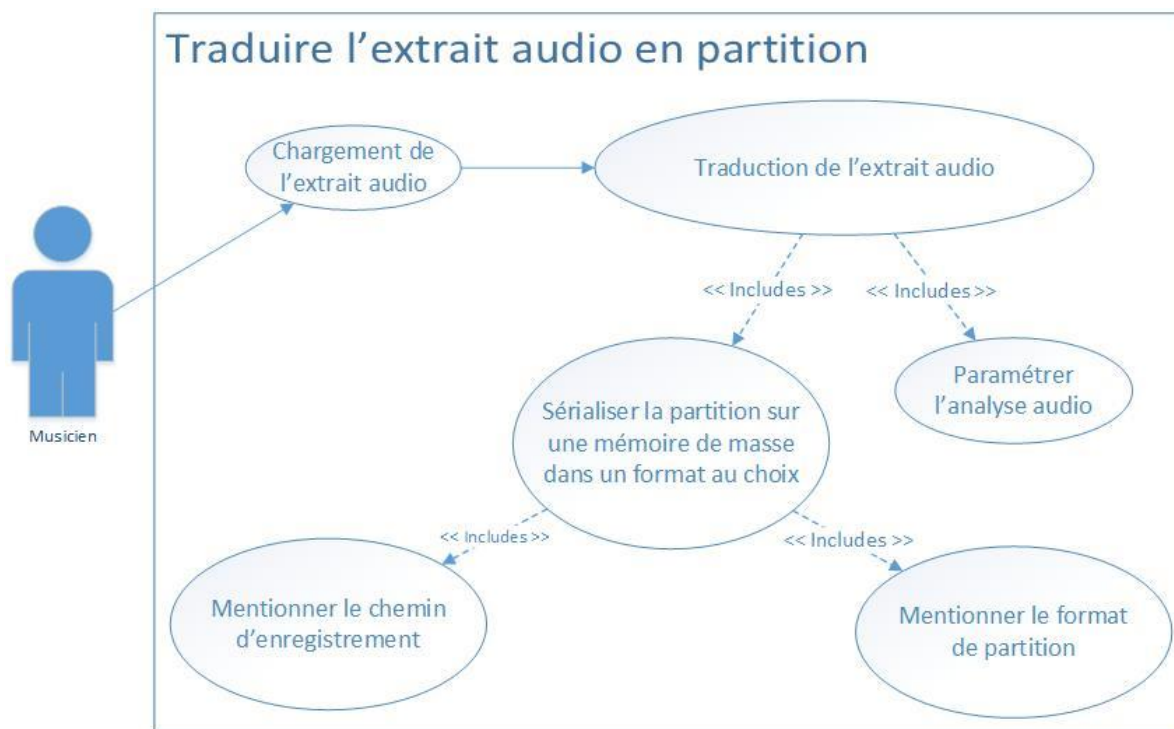 Traduire l’extrait audio en partition
Chargement de
l’extrait audio
Traduction de l’extrait audio
<< Includes >>
<< Includes >>
Paramétrer
l’analyse audio
Musicien
Sérialiser la partition sur
une mémoire de masse
dans un format au choix
<< Includes >>
<< Includes >>
Mentionner le chemin
d’enregistrement
Mentionner le format
de partition